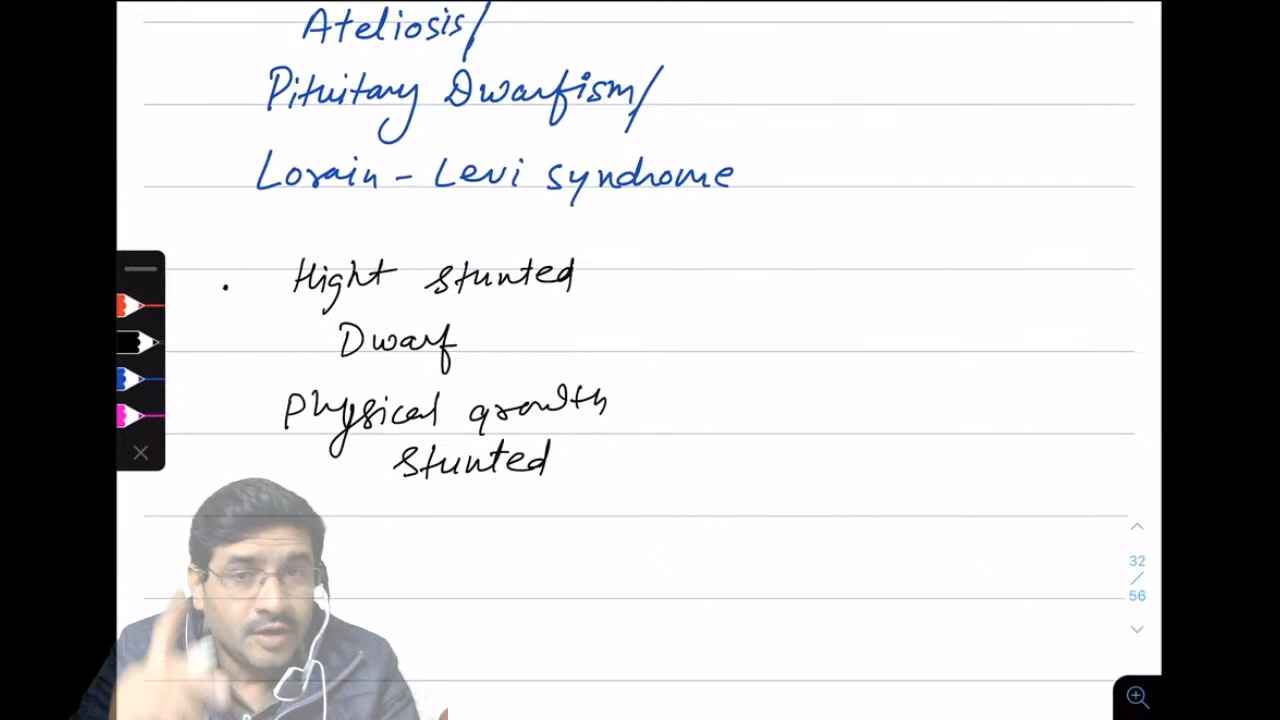 Ateliosis/
Pituitary Dwarfism/
Lorain - Levi syndrome
. Hight stunted
Dwarf
Physical growth
stunted
32
/
56